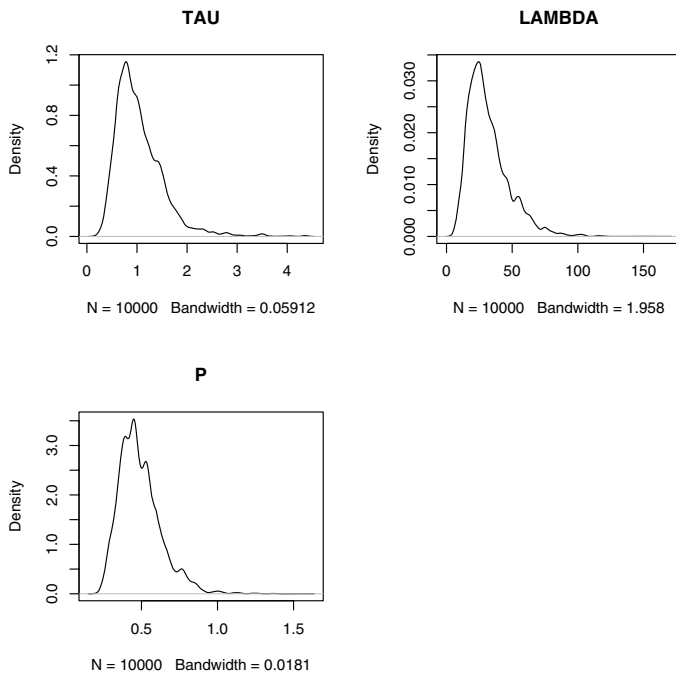 TAU
Density
0.0
0.4
0.8
1.2
0 1 2 3 4
N = 10000 Bandwidth = 0.05912
LAMBDA
Density
0.000
0.010
0.020
0.030
0 50 100 150
N = 10000 Bandwidth = 1.958
P
Density
0.0
1.0
2.0
3.0
0.5 1.0 1.5
N = 10000 Bandwidth = 0.0181